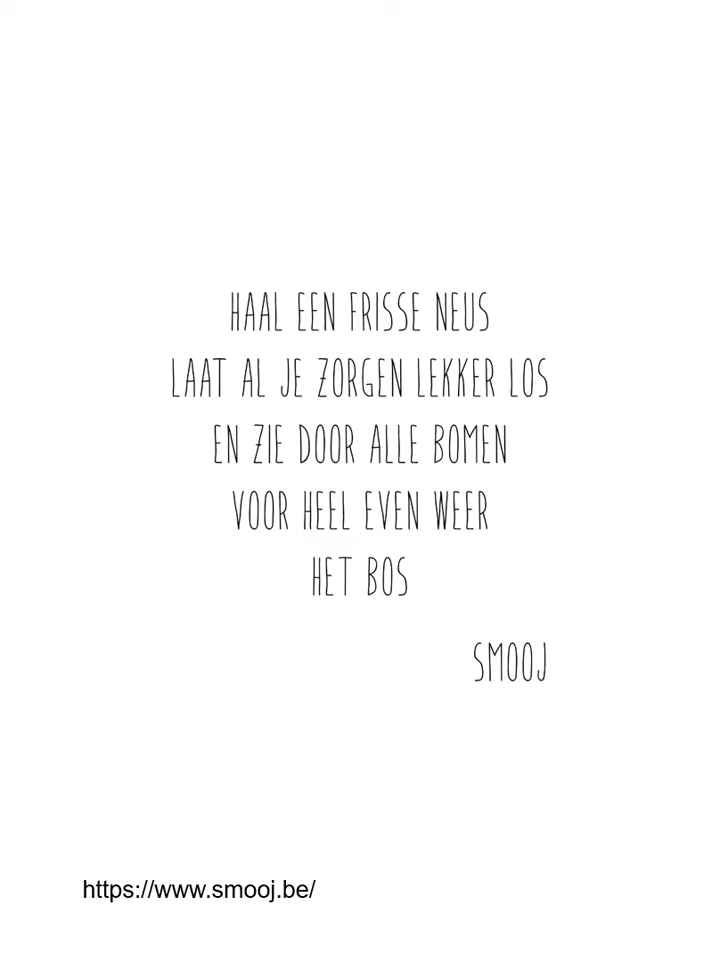 HAAL EEN FRISSE NEUS
LAAT AL JE ZORGEN LEKKER LOS
EN ZIE DOOR ALLE BOMEN
VOOR HEEL EVEN WEER
HET BOS
SMOOJ
https://www.smooj.be/